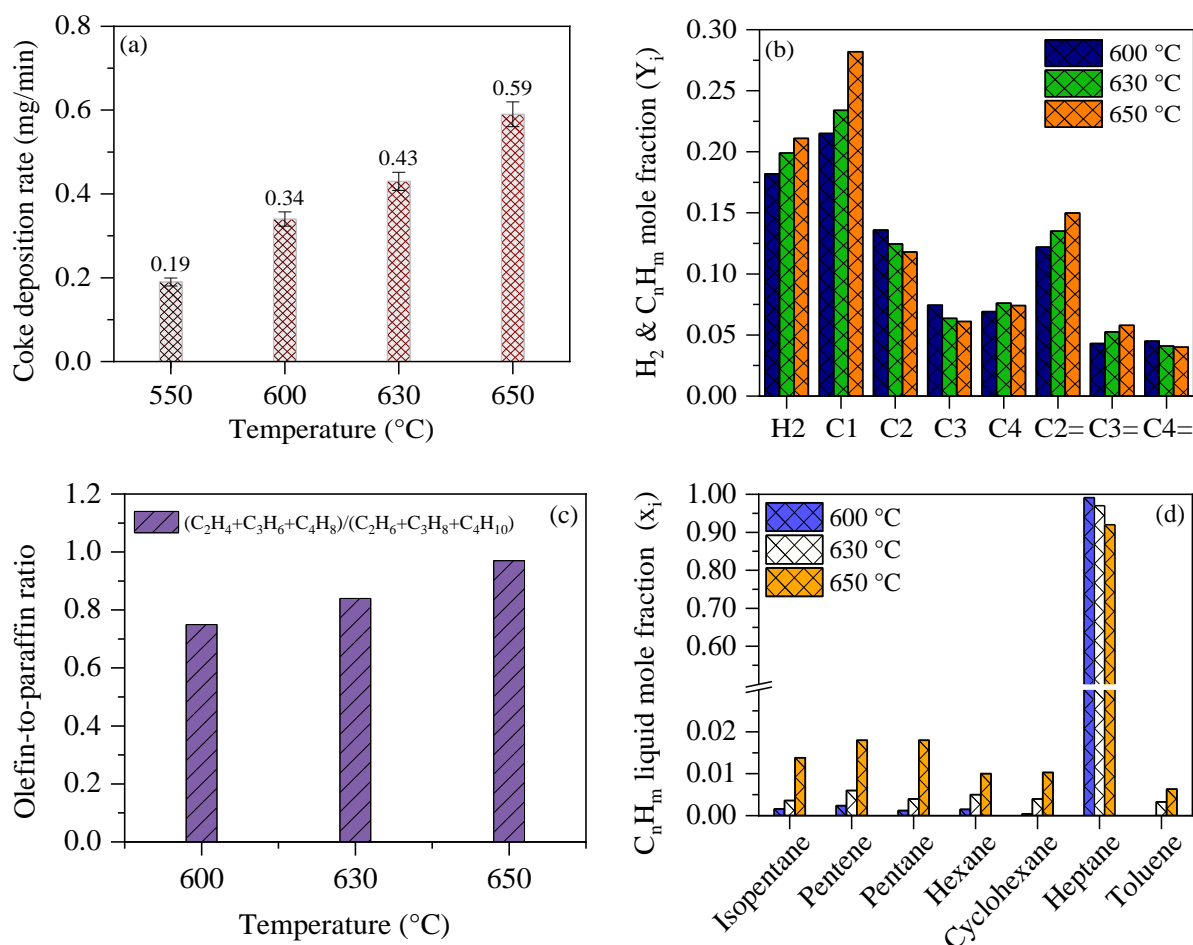 (a)
Coke deposition rate (mg/min)
0.8
0.6
0.4
0.2
0.0
0.19
0.34
0.43
0.59
550 600 630 650
Temperature (°C)
(b)
H₂ & CₙHₘ mole fraction (Yᵢ)
0.30
0.25
0.20
0.15
0.10
0.05
0.00
600 °C
630 °C
650 °C
H2 C1 C2 C3 C4 C2= C3= C4=
(c)
Olefin-to-paraffin ratio
1.2
1.0
0.8
0.6
0.4
0.2
0.0
(C₂H₄+C₃H₆+C₄H₈)/(C₂H₆+C₃H₈+C₄H₁₀)
600 630 650
Temperature (°C)
(d)
CₙHₘ liquid mole fraction (xᵢ)
1.00
0.90
0.80
0.70
0.60
0.02
0.01
0.00
600 °C
630 °C
650 °C
Isopentane
Pentene
Pentane
Hexane
Cyclohexane
Heptane
Toluene